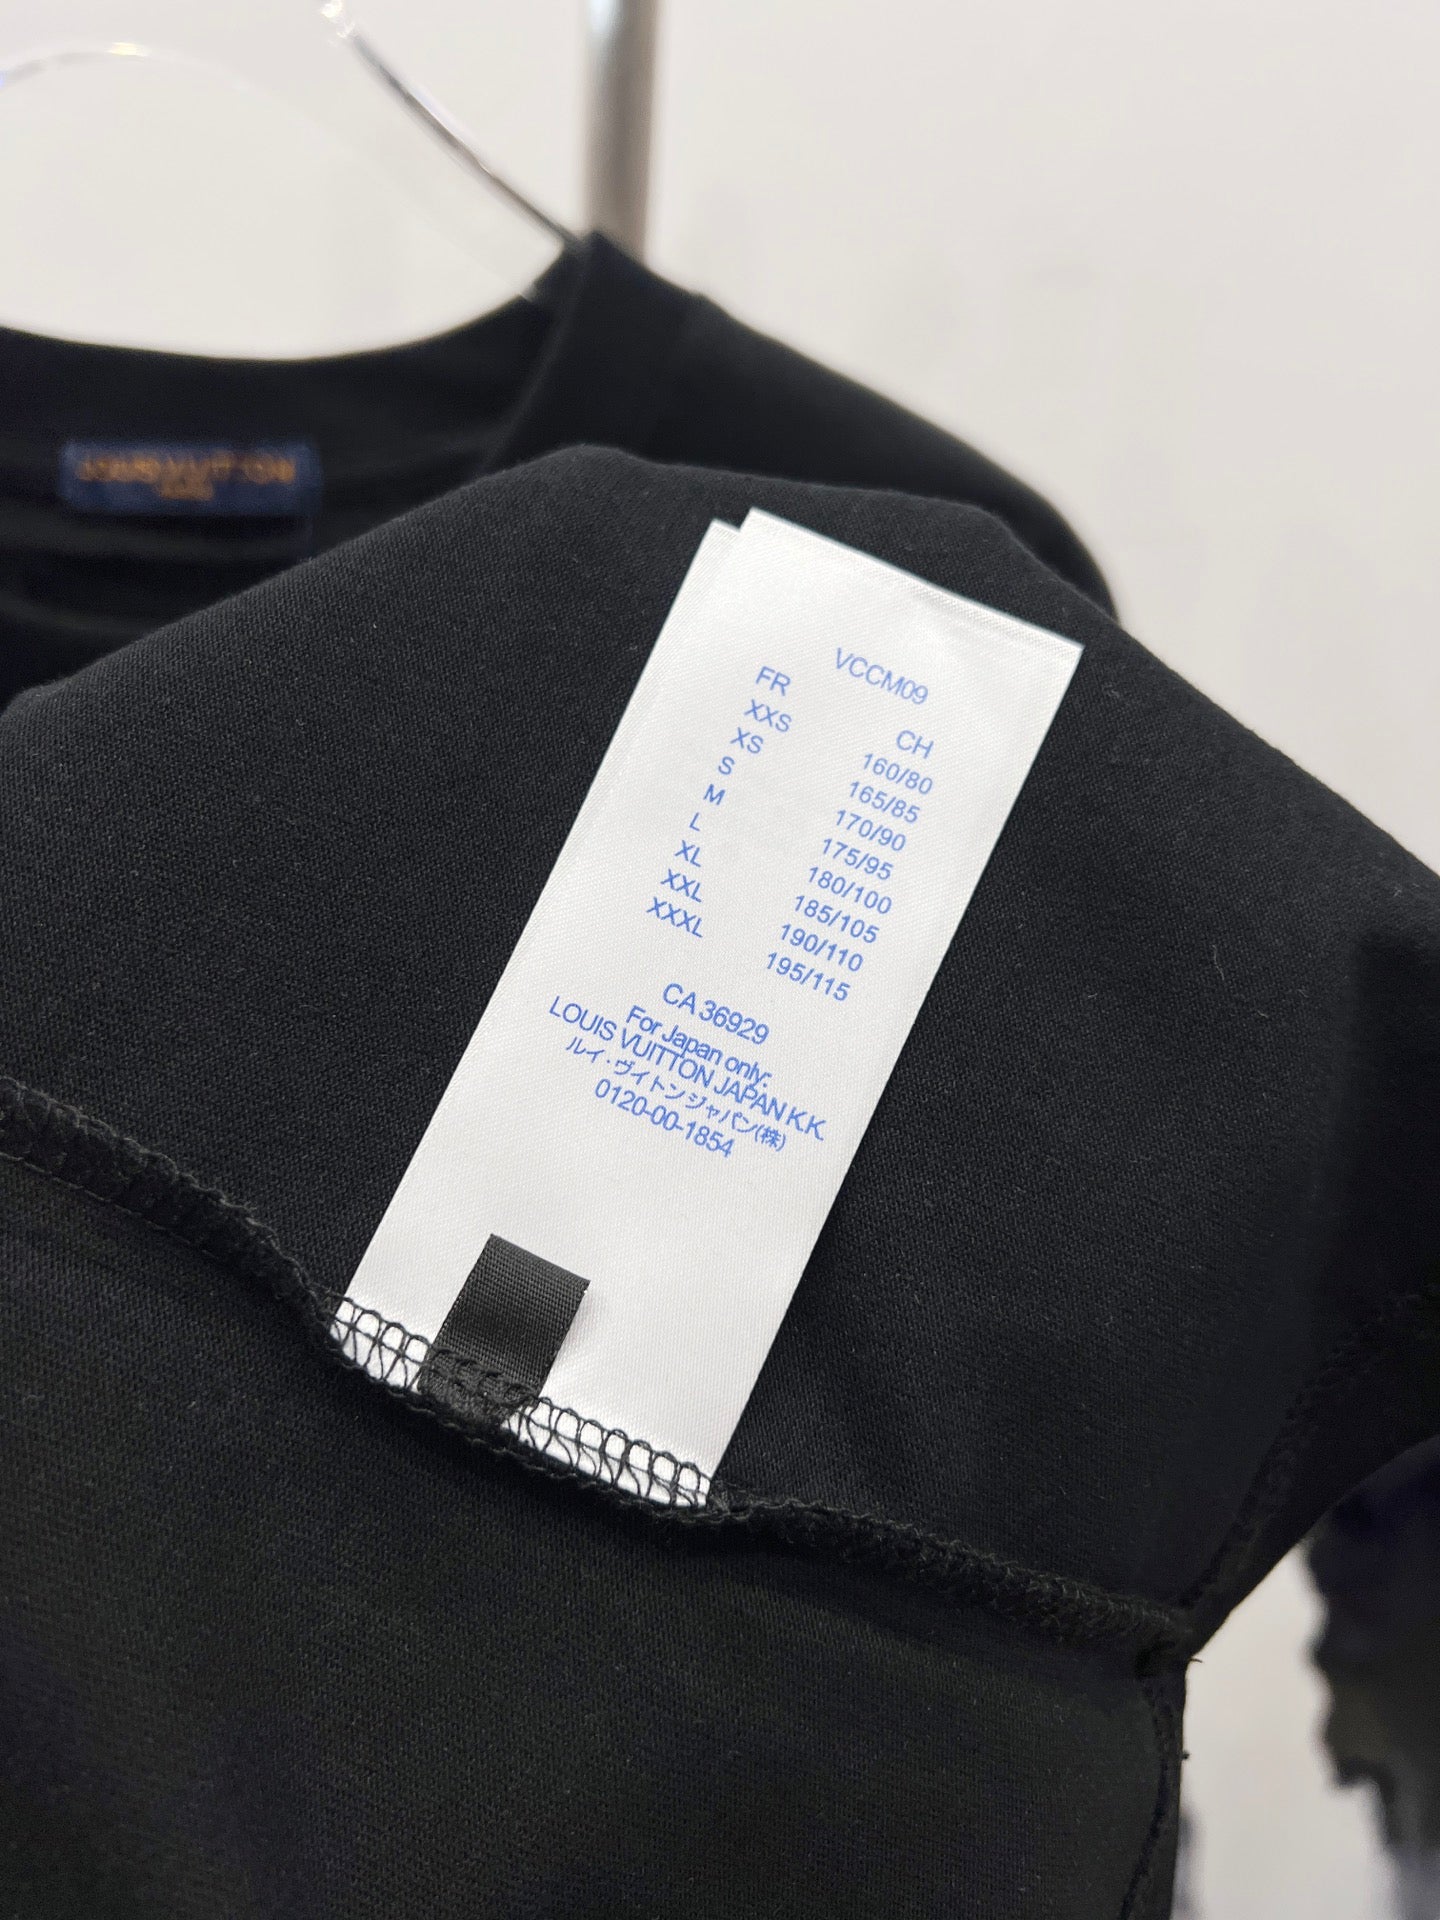 LOUIS VUITTON
VCCM09
FR CH
XXS 160/80
XS 165/85
S 170/90
M 175/95
L 180/100
XL 185/105
XXL 190/110
XXXL 195/115
CA 36929
For Japan only:
LOUIS VUITTON JAPAN K.K.
ルイ・ヴィトンジャパン(株)
0120-00-1854